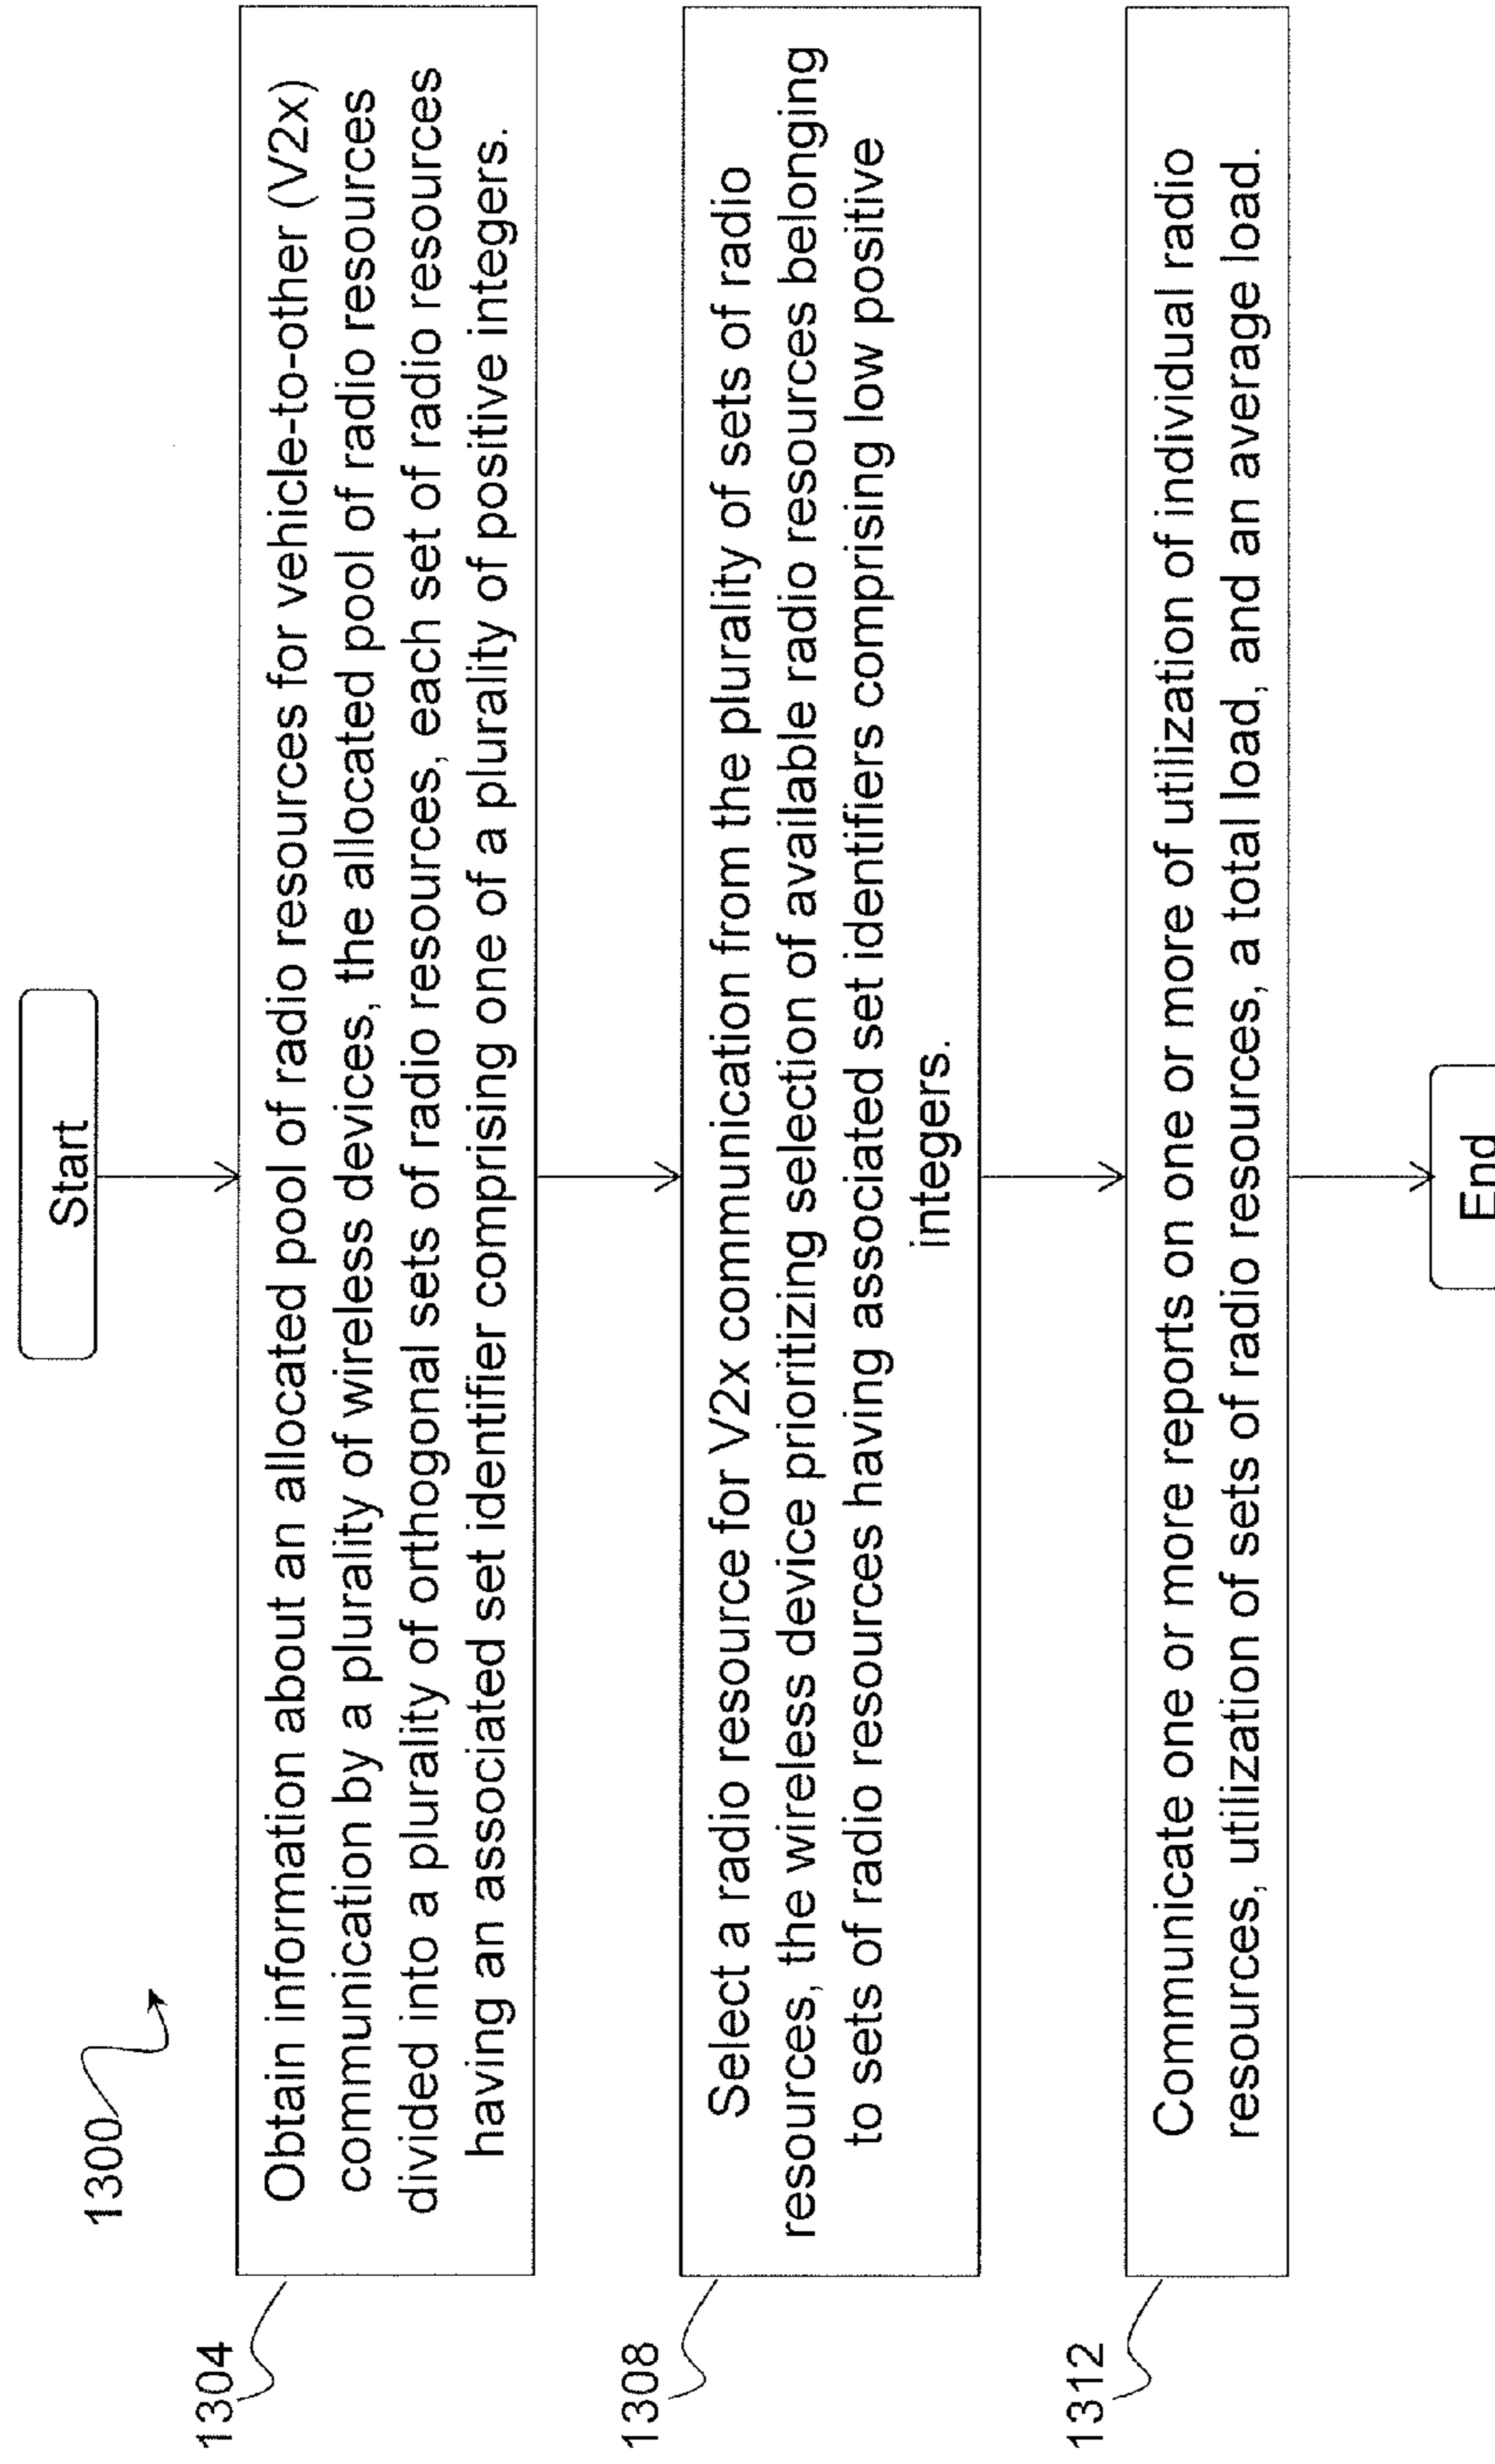 1300
Start
1304
Obtain information about an allocated pool of radio resources for vehicle-to-other (V2x)
communication by a plurality of wireless devices, the allocated pool of radio resources
divided into a plurality of orthogonal sets of radio resources, each set of radio resources
having an associated set identifier comprising one of a plurality of positive integers.
1308
Select a radio resource for V2x communication from the plurality of sets of radio
resources, the wireless device prioritizing selection of available radio resources belonging
to sets of radio resources having associated set identifiers comprising low positive
integers.
1312
Communicate one or more reports on one or more of utilization of individual radio
resources, utilization of sets of radio resources, a total load, and an average load.
End